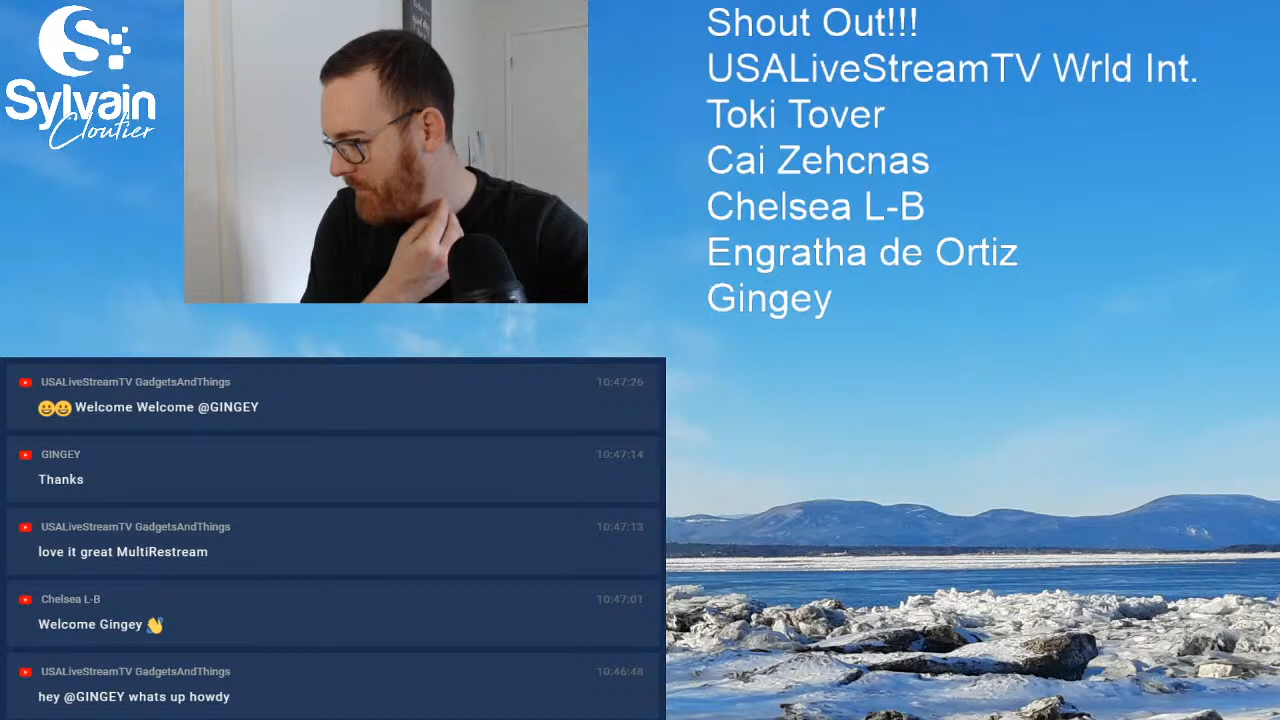 Sylvain
Cloutier
Shout Out!!!
USALiveStreamTV Wrld Int.
Toki Tover
Cai Zehcnas
Chelsea L-B
Engratha de Ortiz
Gingey
USALiveStreamTV GadgetsAndThings 10:47:26
😀😀 Welcome Welcome @GINGEY
GINGEY 10:47:14
Thanks
USALiveStreamTV GadgetsAndThings 10:47:13
love it great MultiRestream
Chelsea L-B 10:47:01
Welcome Gingey 👋
USALiveStreamTV GadgetsAndThings 10:46:48
hey @GINGEY whats up howdy